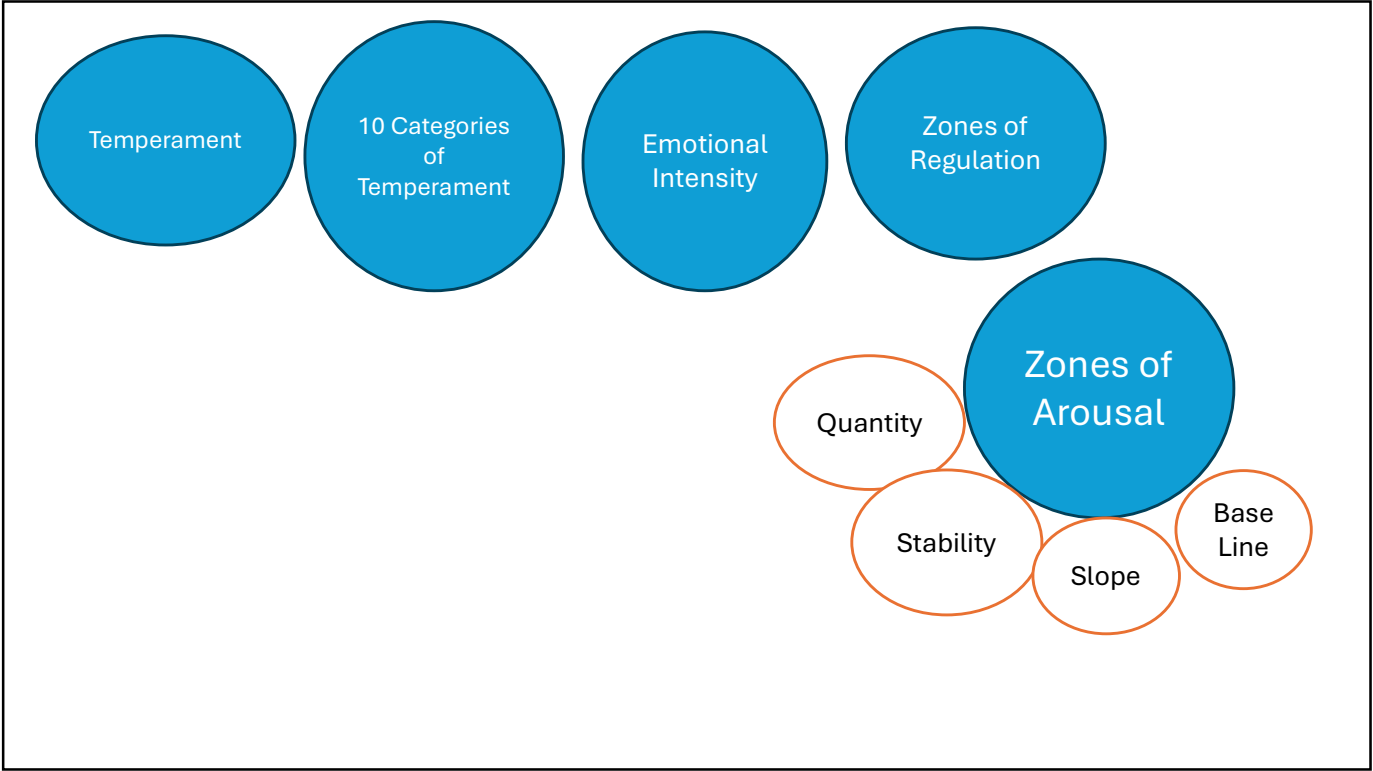 Temperament
10 Categories
of
Temperament
Emotional
Intensity
Zones of
Regulation
Zones of
Arousal
Quantity
Stability
Slope
Base
Line